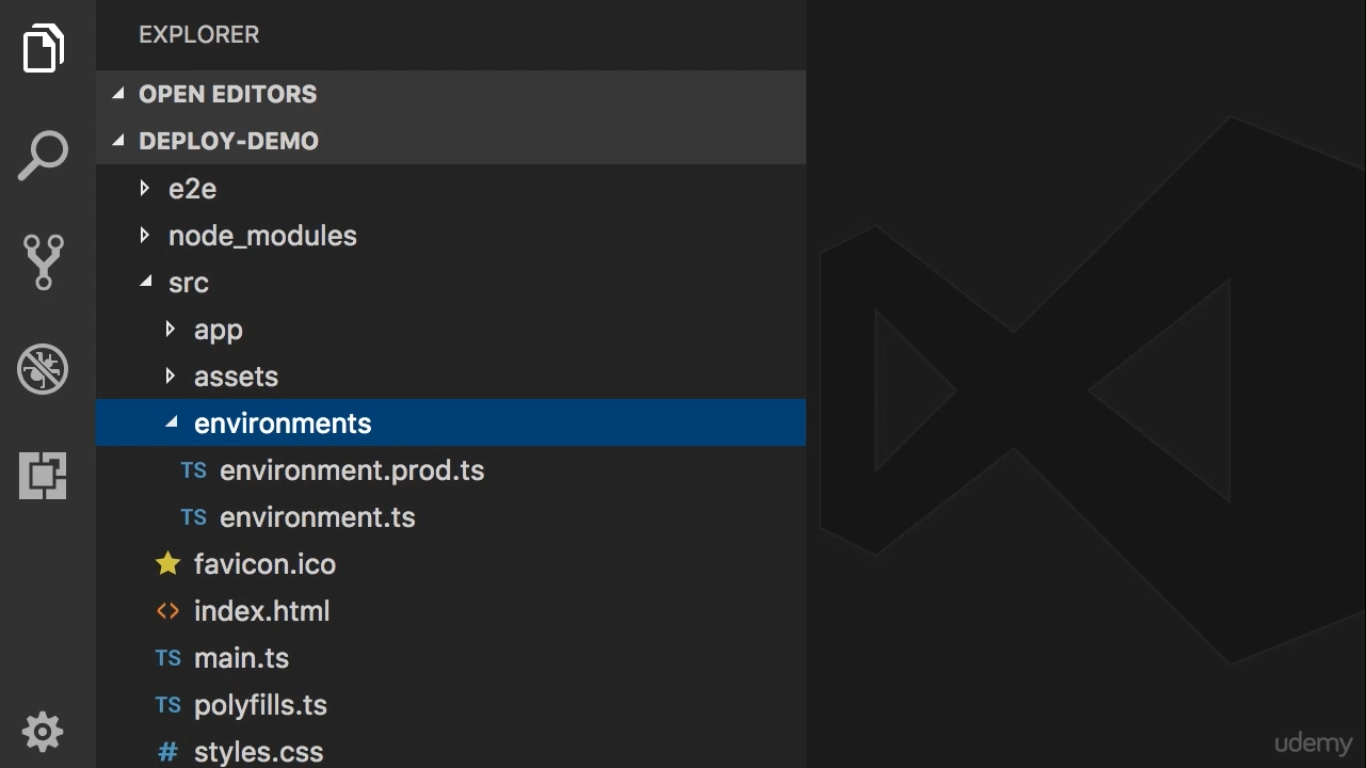 EXPLORER
OPEN EDITORS
DEPLOY-DEMO
e2e
node_modules
src
app
assets
environments
TS environment.prod.ts
TS environment.ts
favicon.ico
<> index.html
TS main.ts
TS polyfills.ts
# styles.css
udemy